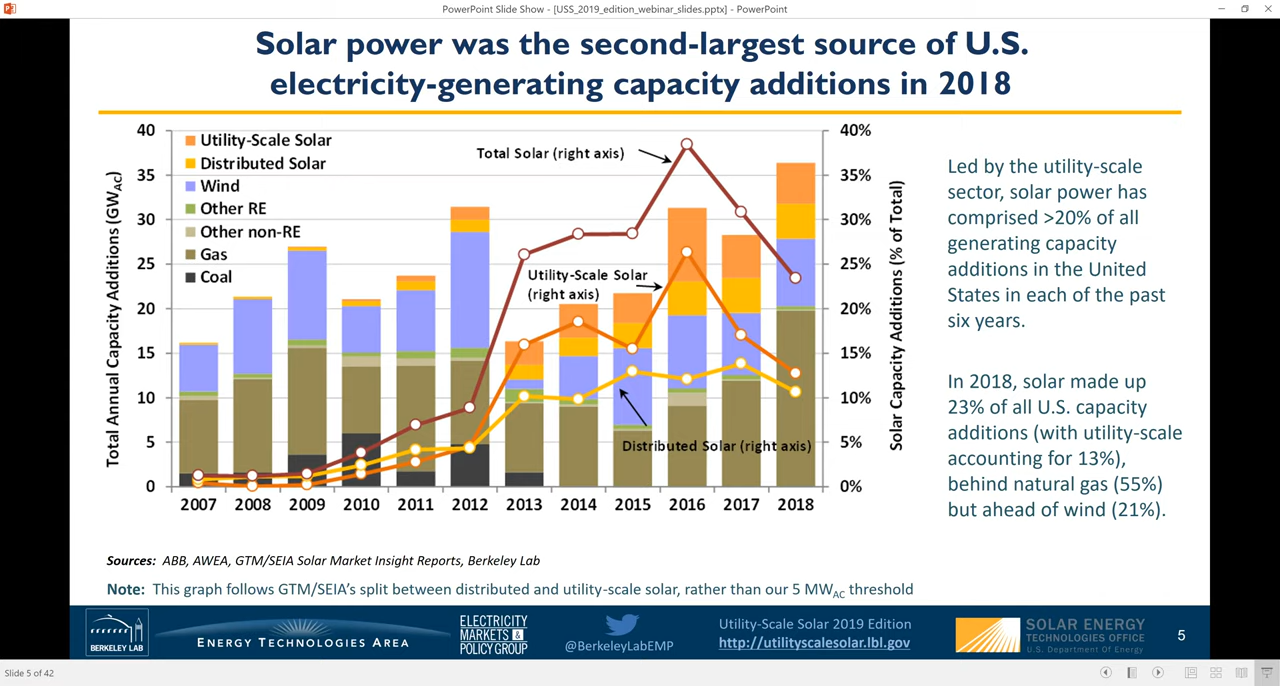 PowerPoint Slide Show - [USS_2019_edition_webinar_slides.pptx] - PowerPoint
Solar power was the second-largest source of U.S.
electricity-generating capacity additions in 2018
Total Annual Capacity Additions (GWAC)
40
35
30
25
20
15
10
5
0
Utility-Scale Solar
Distributed Solar
Wind
Other RE
Other non-RE
Gas
Coal
Total Solar (right axis)
Utility-Scale Solar
(right axis)
Distributed Solar (right axis)
2007 2008 2009 2010 2011 2012 2013 2014 2015 2016 2017 2018
40%
35%
30%
25%
20%
15%
10%
5%
0%
Solar Capacity Additions (% of Total)
Led by the utility-scale
sector, solar power has
comprised >20% of all
generating capacity
additions in the United
States in each of the past
six years.
In 2018, solar made up
23% of all U.S. capacity
additions (with utility-scale
accounting for 13%),
behind natural gas (55%)
but ahead of wind (21%).
Sources: ABB, AWEA, GTM/SEIA Solar Market Insight Reports, Berkeley Lab
Note: This graph follows GTM/SEIA's split between distributed and utility-scale solar, rather than our 5 MWAC threshold
BERKELEY LAB
ENERGY TECHNOLOGIES AREA
ELECTRICITY
MARKETS &
POLICY GROUP
@BerkeleyLabEMP
Utility-Scale Solar 2019 Edition
http://utilityscalesolar.lbl.gov
SOLAR ENERGY
TECHNOLOGIES OFFICE
U.S. Department Of Energy
5
Slide 5 of 42